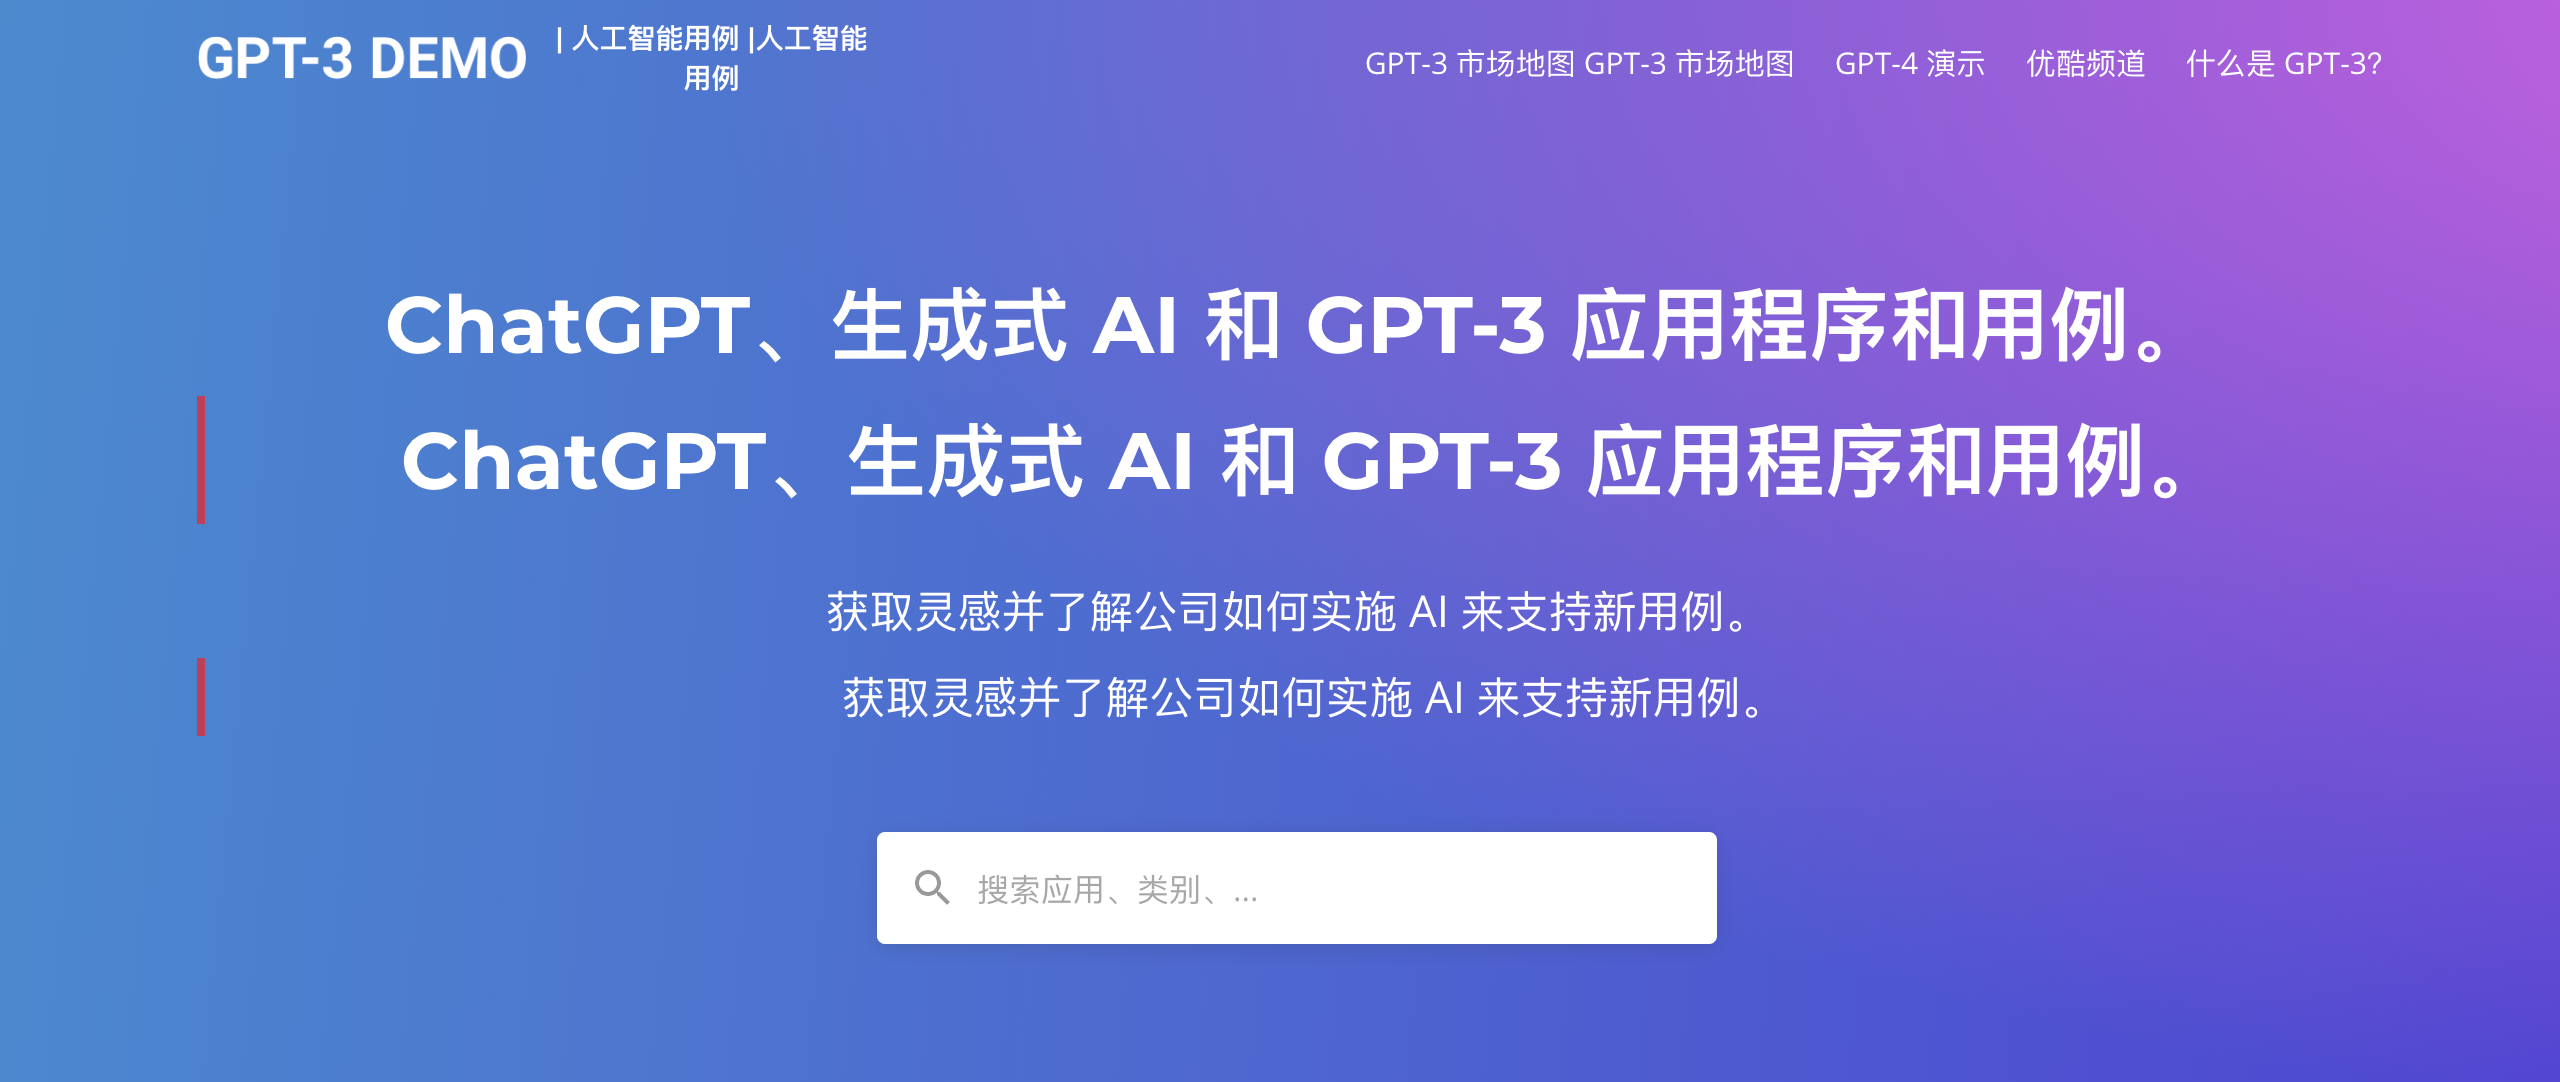 GPT-3 DEMO
| 人工智能用例 |人工智能
用例
GPT-3 市场地图 GPT-3 市场地图
GPT-4 演示
优酷频道
什么是 GPT-3?
ChatGPT、生成式 AI 和 GPT-3 应用程序和用例。
ChatGPT、生成式 AI 和 GPT-3 应用程序和用例。
获取灵感并了解公司如何实施 AI 来支持新用例。
获取灵感并了解公司如何实施 AI 来支持新用例。
搜索应用、类别、...